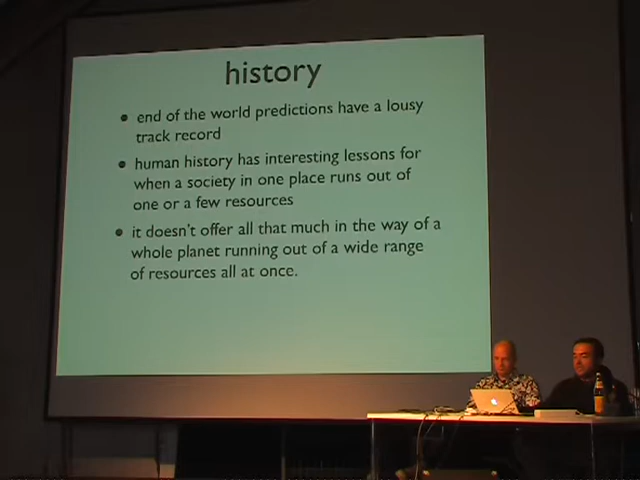 history
• end of the world predictions have a lousy
track record
• human history has interesting lessons for
when a society in one place runs out of
one or a few resources
• it doesn't offer all that much in the way of a
whole planet running out of a wide range
of resources all at once.